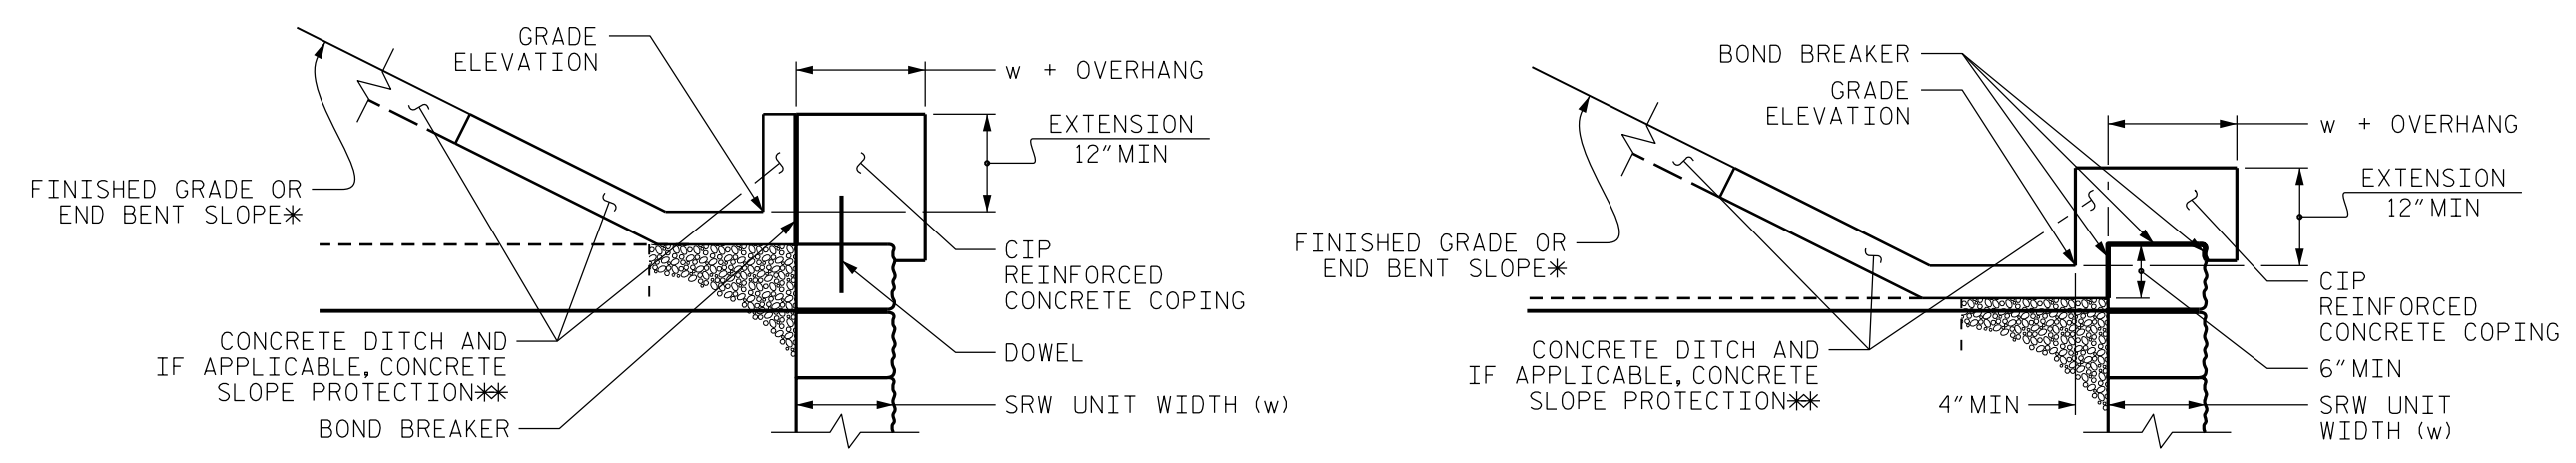 GRADE
ELEVATION
w + OVERHANG
EXTENSION
12" MIN
FINISHED GRADE OR
END BENT SLOPE*
CIP
REINFORCED
CONCRETE COPING
CONCRETE DITCH AND
IF APPLICABLE, CONCRETE
SLOPE PROTECTION**
DOWEL
BOND BREAKER
SRW UNIT WIDTH (w)
BOND BREAKER
GRADE
ELEVATION
w + OVERHANG
EXTENSION
12" MIN
FINISHED GRADE OR
END BENT SLOPE*
CIP
REINFORCED
CONCRETE COPING
CONCRETE DITCH AND
IF APPLICABLE, CONCRETE
SLOPE PROTECTION**
6" MIN
4" MIN
SRW UNIT
WIDTH (w)